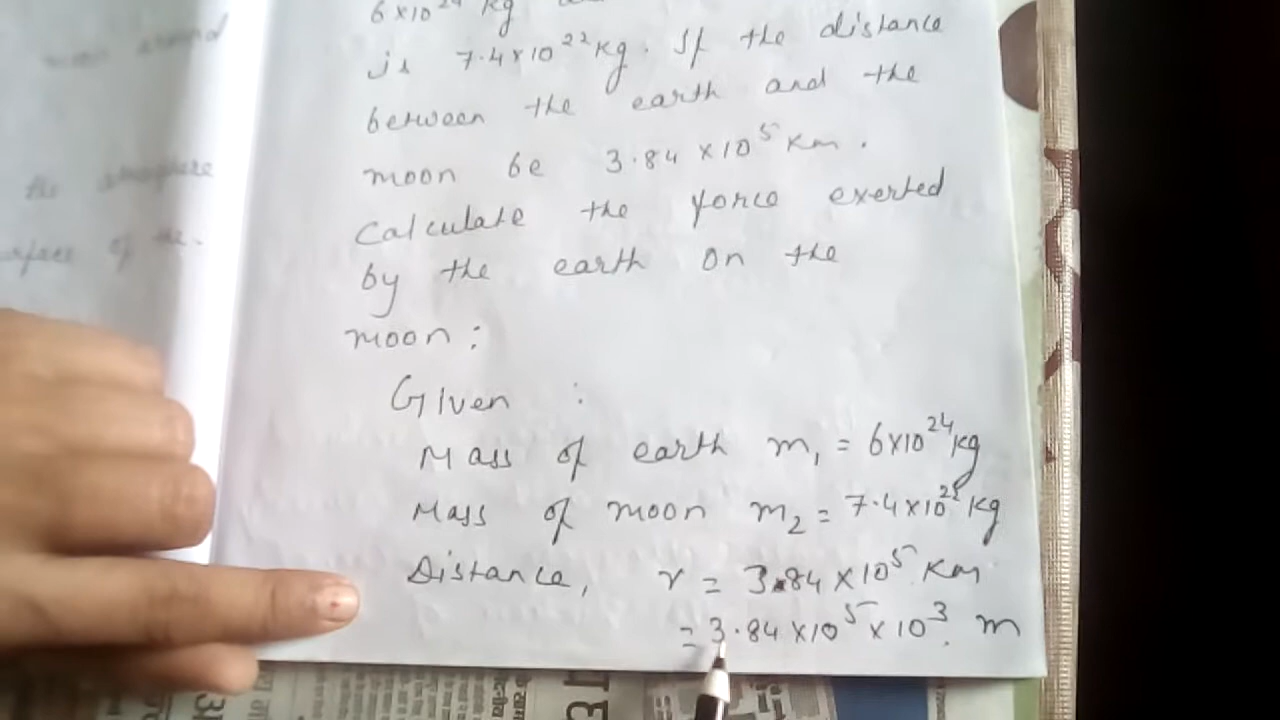 6×10²⁴ kg
is 7.4×10²² kg. If the distance
between the earth and the
moon be 3.84 ×10⁵ Km.
Calculate the force exerted
by the earth on the
moon:
Given :
Mass of earth m₁ = 6×10²⁴ kg
Mass of moon m₂ = 7.4×10²² kg
Distance, r = 3.84 ×10⁵ Km
= 3.84 ×10⁵ × 10³. m